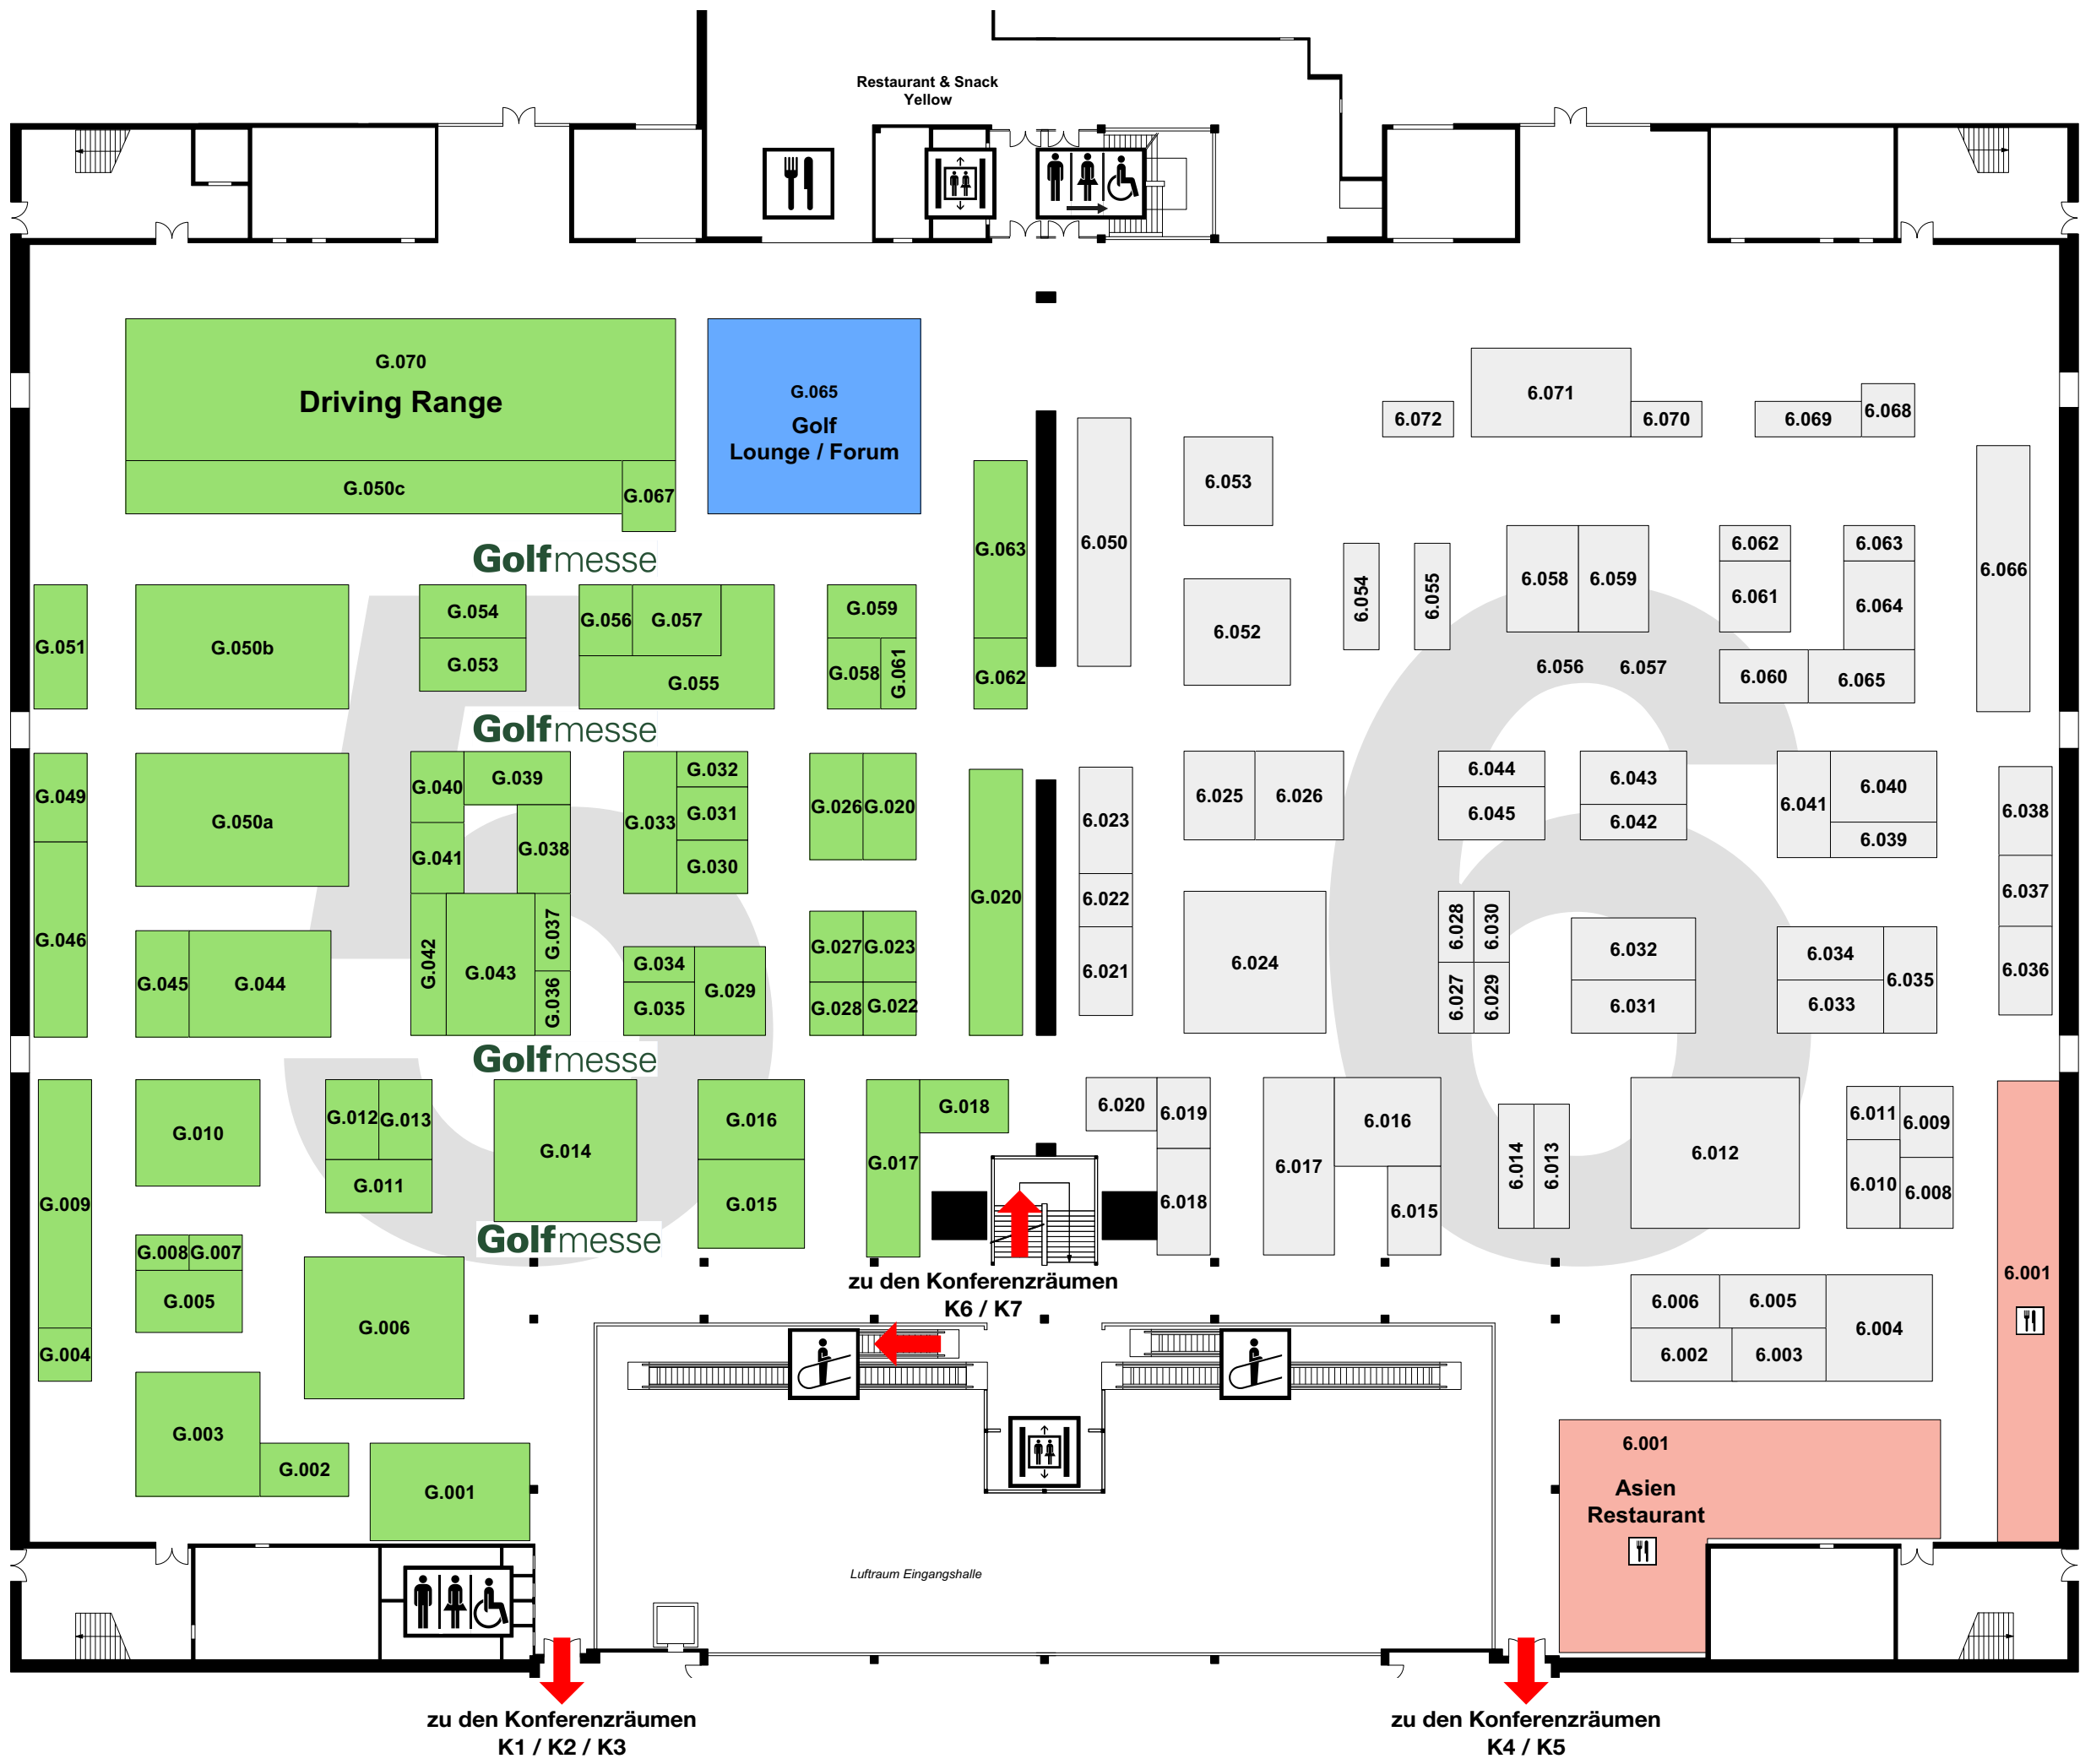 Restaurant & Snack
Yellow
G.070
Driving Range
G.050c
G.067
G.065
Golf
Lounge / Forum
6.071
6.072
6.070
6.069
6.068
6.053
6.050
G.063
G.062
6.066
Golfmesse
G.051
G.050b
G.054
G.053
G.056
G.057
G.055
G.059
G.058
G.061
6.052
6.054
6.055
6.058
6.059
6.056
6.057
6.062
6.061
6.063
6.064
6.060
6.065
Golfmesse
G.049
G.046
G.050a
G.045
G.044
G.040
G.039
G.041
G.038
G.042
G.043
G.037
G.036
G.033
G.032
G.031
G.030
G.034
G.035
G.029
G.026
G.020
G.027
G.023
G.028
G.022
G.020
5
6.023
6.022
6.021
6.025
6.026
6.024
6.044
6.045
6.043
6.042
6.041
6.040
6.039
6.038
6.037
6.036
6.028
6.030
6.027
6.029
6.032
6.031
6.034
6.033
6.035
6
Golfmesse
G.009
G.004
G.010
G.012
G.013
G.011
G.014
G.016
G.015
G.017
G.018
6.020
6.019
6.018
6.017
6.016
6.015
6.014
6.013
6.012
6.011
6.009
6.010
6.008
Golfmesse
G.008
G.007
G.005
G.006
G.003
G.002
G.001
zu den Konferenzräumen
K6 / K7
6.006
6.005
6.004
6.002
6.003
6.001
6.001
Asien
Restaurant
Luftraum Eingangshalle
zu den Konferenzräumen
K1 / K2 / K3
zu den Konferenzräumen
K4 / K5